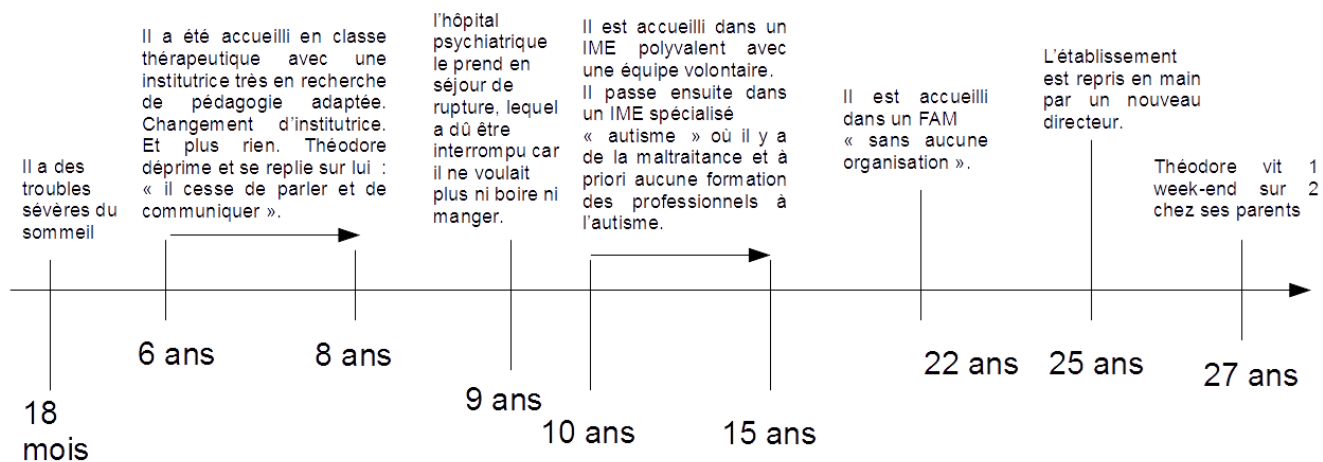 Il a des
troubles
sévères du
sommeil
Il a été accueilli en classe
thérapeutique avec une
institutrice très en recherche
de pédagogie adaptée.
Changement d'institutrice.
Et plus rien. Théodore
déprime et se replie sur lui :
« il cesse de parler et de
communiquer ».
l'hôpital
psychiatrique
le prend en
séjour de
rupture, lequel
a dû être
interrompu car
il ne voulait
plus ni boire ni
manger.
Il est accueilli dans un
IME polyvalent avec
une équipe volontaire.
Il passe ensuite dans
un IME spécialisé
« autisme » où il y a
de la maltraitance et à
priori aucune formation
des professionnels à
l'autisme.
Il est accueilli
dans un FAM
« sans aucune
organisation ».
L'établissement
est repris en main
par un nouveau
directeur.
Théodore vit 1
week-end sur 2
chez ses parents
18
mois
6 ans
8 ans
9 ans
10 ans
15 ans
22 ans
25 ans
27 ans